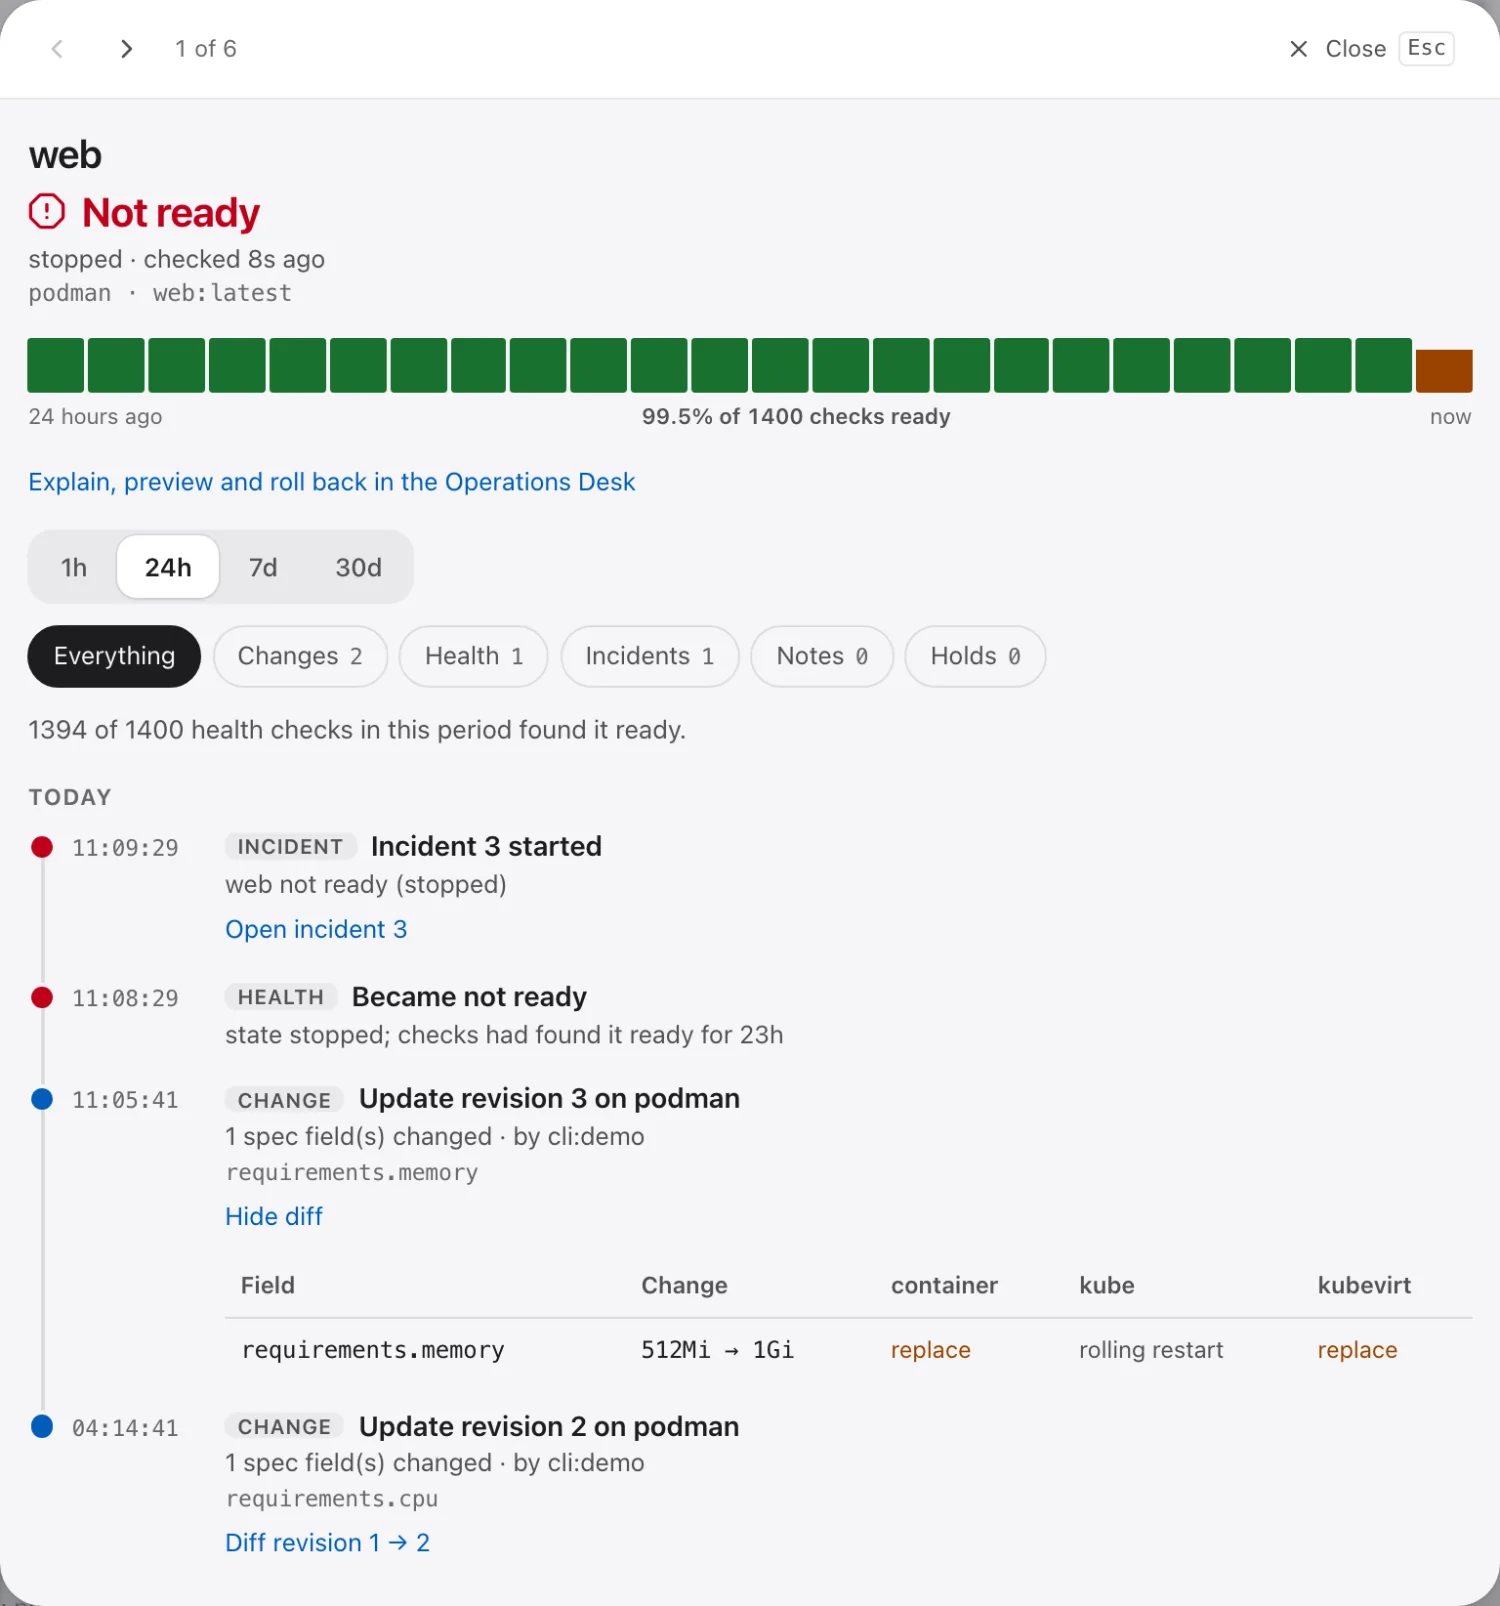 1 of 6
Close Esc
web
Not ready
stopped · checked 8s ago
podman · web:latest
24 hours ago 99.5% of 1400 checks ready now
Explain, preview and roll back in the Operations Desk
1h 24h 7d 30d
Everything Changes 2 Health 1 Incidents 1 Notes 0 Holds 0
1394 of 1400 health checks in this period found it ready.
TODAY
11:09:29 INCIDENT Incident 3 started
web not ready (stopped)
Open incident 3
11:08:29 HEALTH Became not ready
state stopped; checks had found it ready for 23h
11:05:41 CHANGE Update revision 3 on podman
1 spec field(s) changed · by cli:demo
requirements.memory
Hide diff
Field Change container kube kubevirt
requirements.memory 512Mi → 1Gi replace rolling restart replace
04:14:41 CHANGE Update revision 2 on podman
1 spec field(s) changed · by cli:demo
requirements.cpu
Diff revision 1 → 2